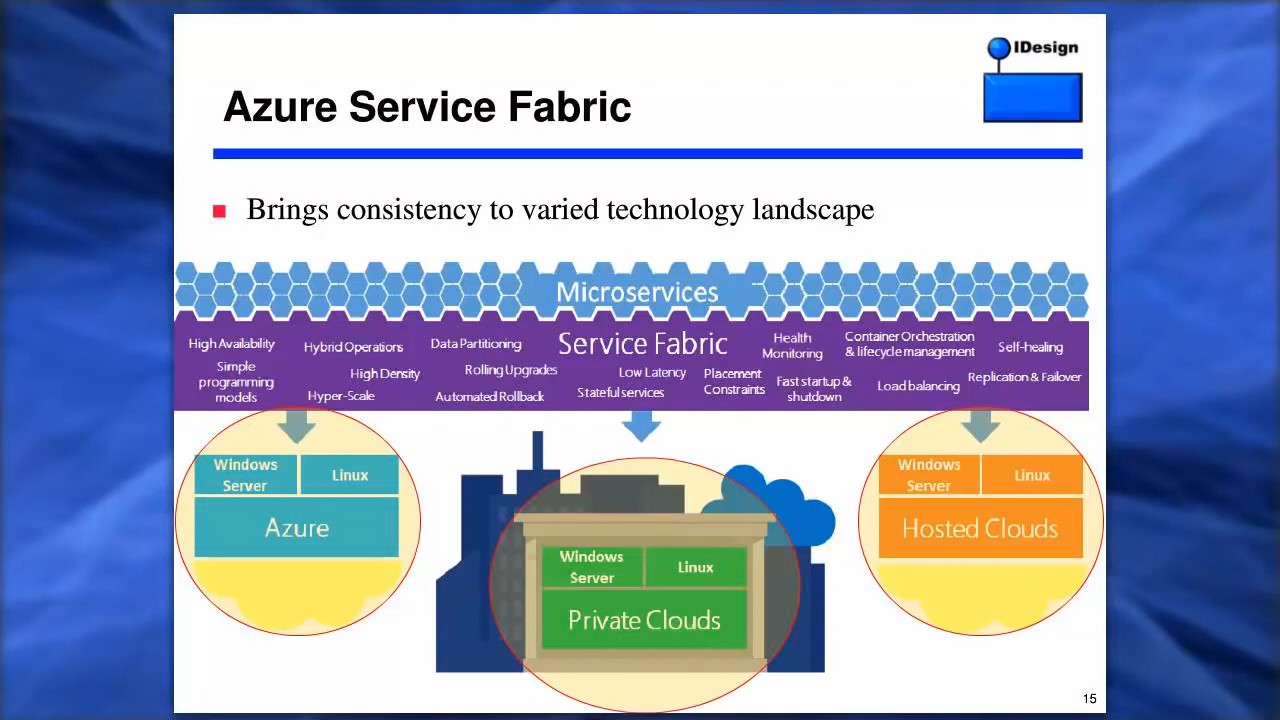 IDesign
Azure Service Fabric
Brings consistency to varied technology landscape
Microservices
Service Fabric
High Availability
Hybrid Operations
Data Partitioning
Health
Monitoring
Container Orchestration
& lifecycle management
Self-healing
Simple
programming
models
High Density
Rolling Upgrades
Low Latency
Placement
Constraints
Fast startup &
shutdown
Load balancing
Replication & Failover
Hyper-Scale
Automated Rollback
Stateful services
Windows
Server
Linux
Azure
Windows
Server
Linux
Private Clouds
Windows
Server
Linux
Hosted Clouds
15